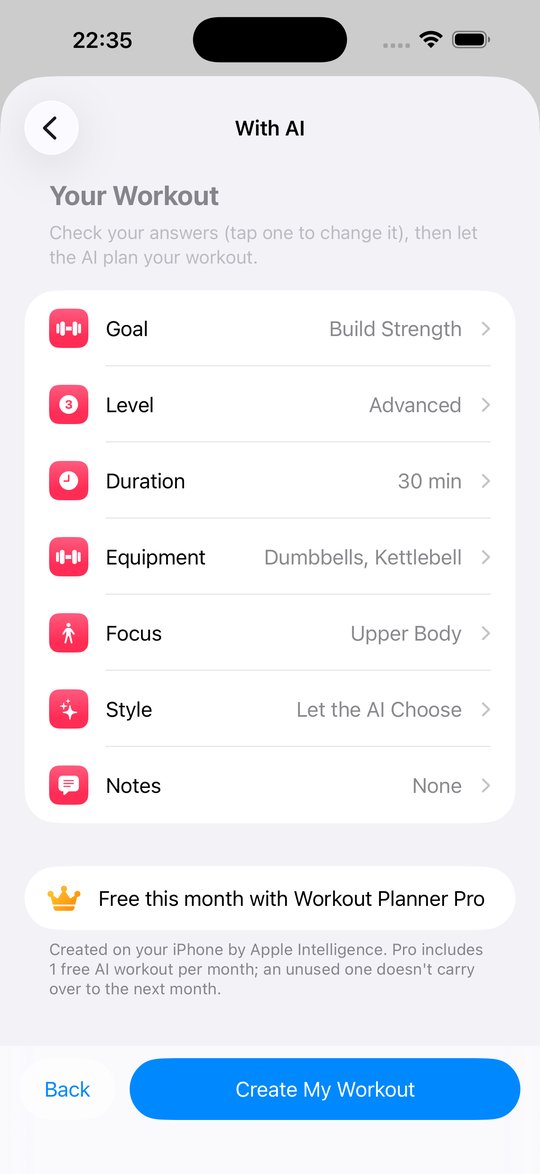 22:35
With AI
Your Workout
Check your answers (tap one to change it), then let
the AI plan your workout.
Goal Build Strength
3 Level Advanced
Duration 30 min
Equipment Dumbbells, Kettlebell
Focus Upper Body
Style Let the AI Choose
Notes None
Free this month with Workout Planner Pro
Created on your iPhone by Apple Intelligence. Pro includes
1 free AI workout per month; an unused one doesn't carry
over to the next month.
Back Create My Workout